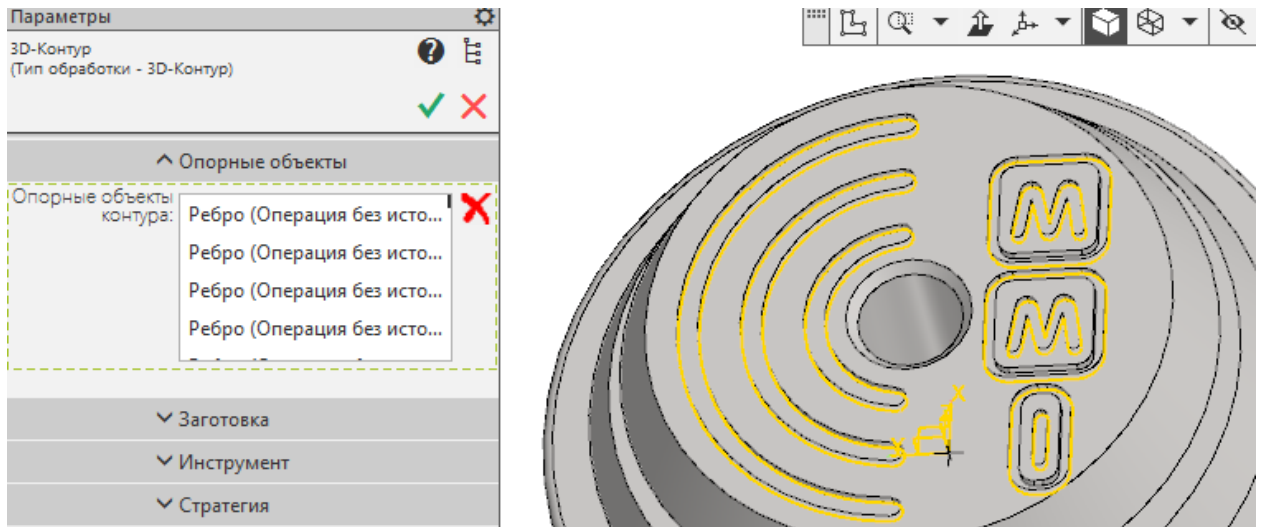 Параметры
3D-Контур
(Тип обработки - 3D-Контур)
Опорные объекты
Опорные объекты контура:
Ребро (Операция без исто...
Ребро (Операция без исто...
Ребро (Операция без исто...
Ребро (Операция без исто...
Заготовка
Инструмент
Стратегия
M
M
O
X